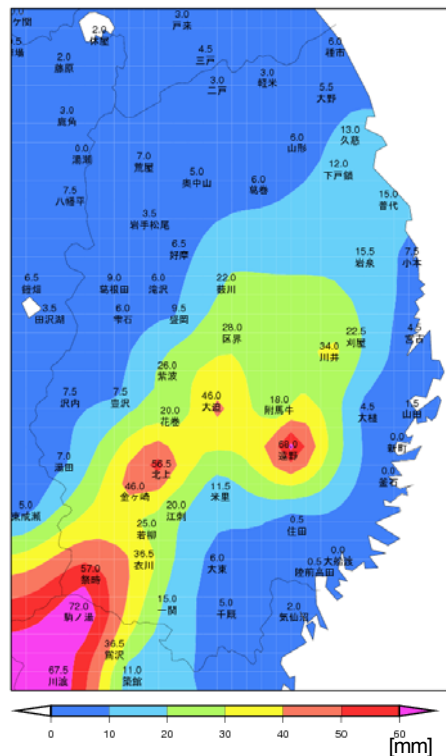 3.0
戸来
2.0
休屋
4.5
三戸
6.0
種市
2.0
藤原
3.0
二戸
3.0
軽米
5.5
大野
3.0
鹿角
13.0
久慈
6.0
山形
0.0
湯瀬
7.0
荒屋
5.0
奥中山
6.0
葛巻
12.0
下戸鎖
7.5
八幡平
15.0
普代
3.5
岩手松尾
6.5
好摩
15.5
岩泉
7.5
小本
6.5
鎧畑
9.0
葛根田
6.0
滝沢
22.0
薮川
3.5
田沢湖
6.0
雫石
9.5
盛岡
28.0
区界
34.0
川井
22.5
刈屋
4.5
宮古
26.0
紫波
7.5
沢内
7.5
豊沢
46.0
大迫
20.0
花巻
18.0
附馬牛
4.5
大槌
1.5
山田
0.0
新町
遠野
7.0
湯田
56.5
北上
46.0
金ヶ崎
11.5
米里
0.0
釜石
5.0
東成瀬
20.0
江刺
25.0
若柳
0.5
住田
36.5
衣川
6.0
大東
0.0
大船渡
0.5
陸前高田
57.0
祭畤
72.0
駒ノ湯
15.0
一関
5.0
千厩
2.0
気仙沼
36.5
鶯沢
67.5
川渡
11.0
築館
0 10 20 30 40 50 60
[mm]